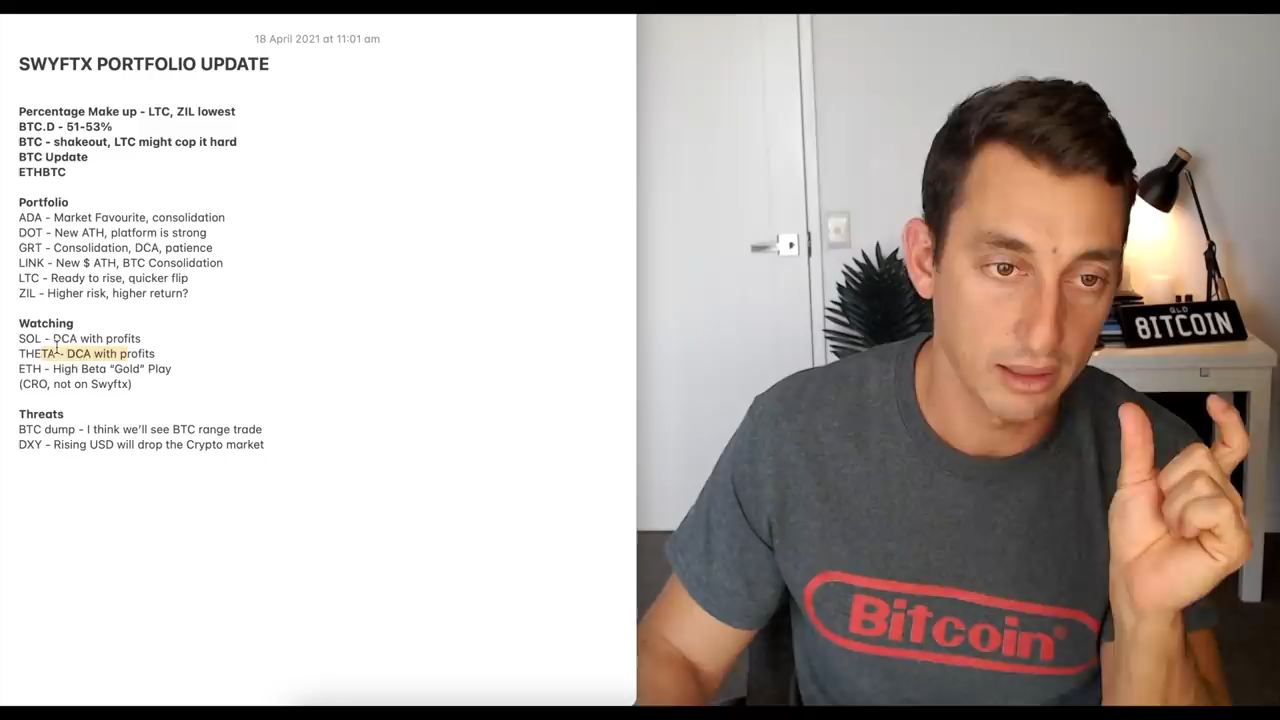 18 April 2021 at 11:01 am
SWYFTX PORTFOLIO UPDATE
Percentage Make up - LTC, ZIL lowest
BTC.D - 51-53%
BTC - shakeout, LTC might cop it hard
BTC Update
ETHBTC
Portfolio
ADA - Market Favourite, consolidation
DOT - New ATH, platform is strong
GRT - Consolidation, DCA, patience
LINK - New $ ATH, BTC Consolidation
LTC - Ready to rise, quicker flip
ZIL - Higher risk, higher return?
Watching
SOL - DCA with profits
THETA - DCA with profits
ETH - High Beta “Gold” Play
(CRO, not on Swyftx)
Threats
BTC dump - I think we’ll see BTC range trade
DXY - Rising USD will drop the Crypto market
QLD
BITCOIN
Bitcoin